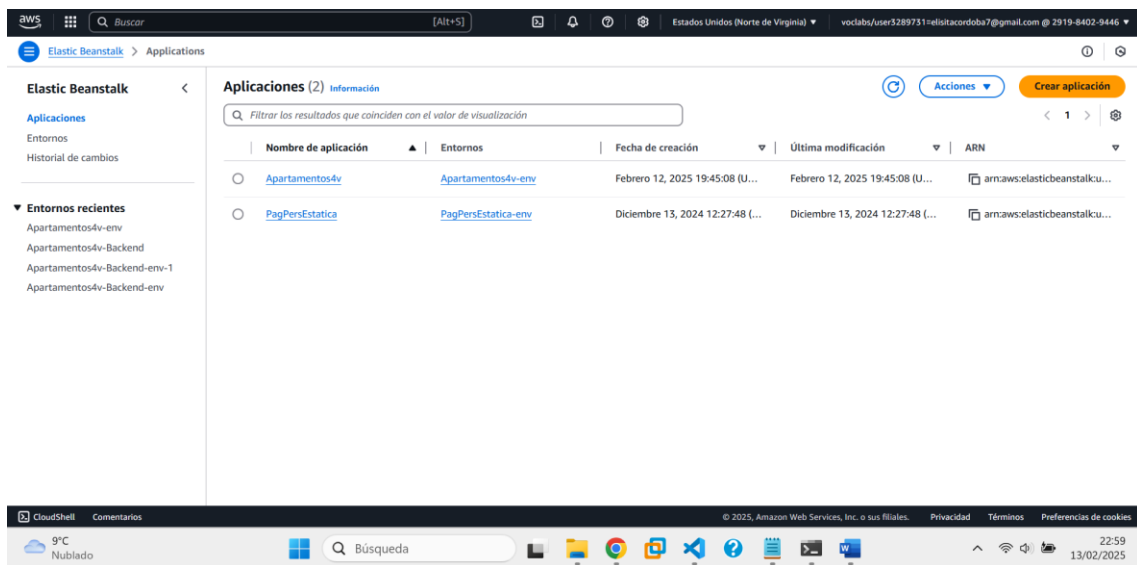 aws Buscar [Alt+S] Estados Unidos (Norte de Virginia) voclabs/user3289731=elisitacordoba7@gmail.com @ 2919-8402-9446
Elastic Beanstalk > Applications
Elastic Beanstalk
Aplicaciones
Entornos
Historial de cambios
Entornos recientes
Apartamentos4v-env
Apartamentos4v-Backend
Apartamentos4v-Backend-env-1
Apartamentos4v-Backend-env
Aplicaciones (2) Información Acciones Crear aplicación
Filtrar los resultados que coinciden con el valor de visualización 1
Nombre de aplicación Entornos Fecha de creación Última modificación ARN
Apartamentos4v Apartamentos4v-env Febrero 12, 2025 19:45:08 (U... Febrero 12, 2025 19:45:08 (U... arn:aws:elasticbeanstalk:u...
PagPersEstatica PagPersEstatica-env Diciembre 13, 2024 12:27:48 (... Diciembre 13, 2024 12:27:48 (... arn:aws:elasticbeanstalk:u...
CloudShell Comentarios © 2025, Amazon Web Services, Inc. o sus filiales. Privacidad Términos Preferencias de cookies
9°C
Nublado
Búsqueda
22:59
13/02/2025